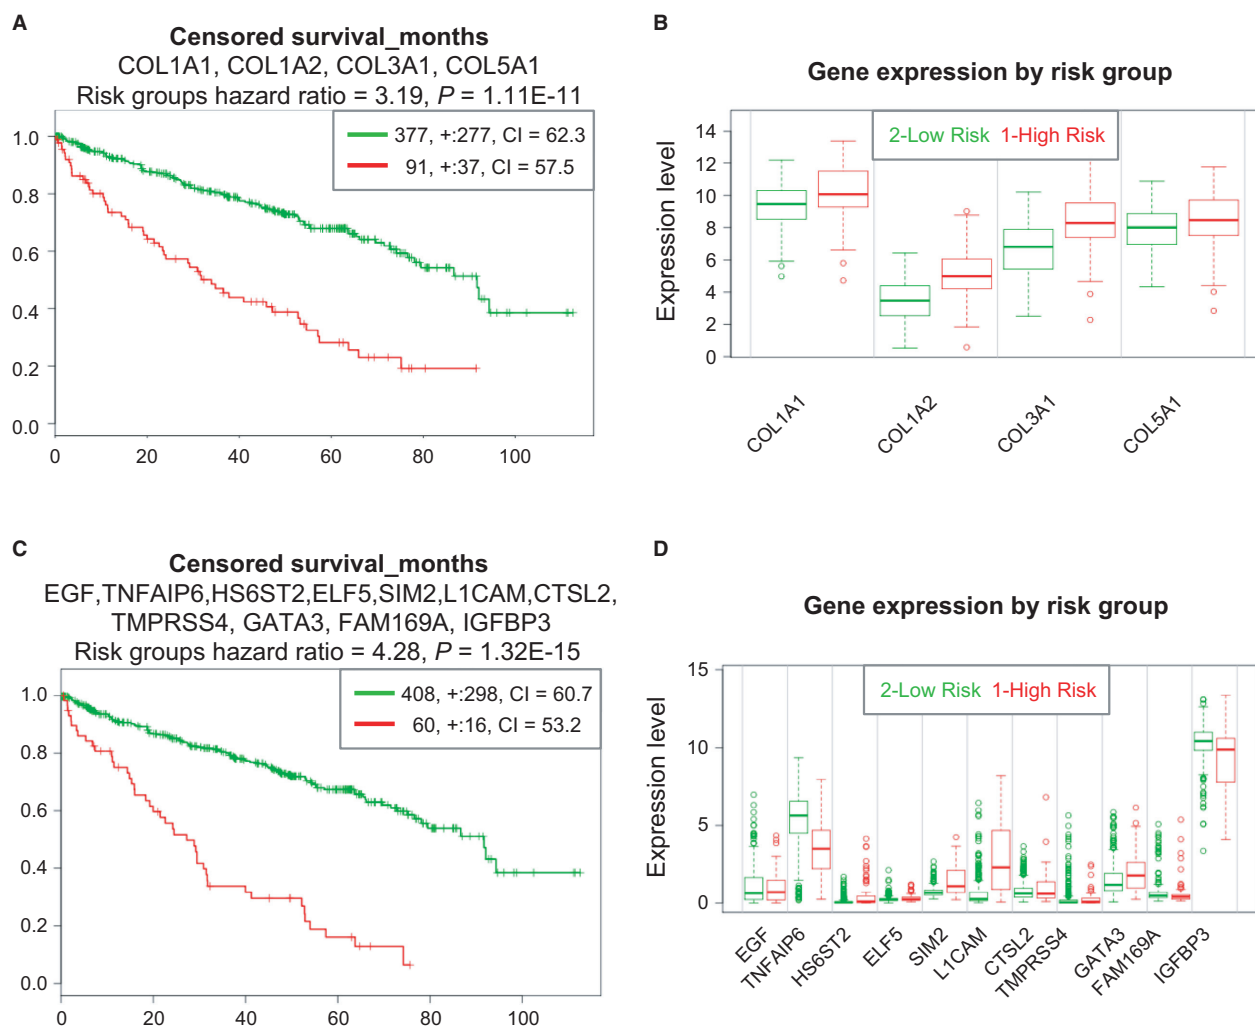 A
Censored survival_months
COL1A1, COL1A2, COL3A1, COL5A1
Risk groups hazard ratio = 3.19, P = 1.11E-11
377, +:277, CI = 62.3
91, +:37, CI = 57.5
1.0
0.8
0.6
0.4
0.2
0.0
0 20 40 60 80 100
B
Gene expression by risk group
2-Low Risk 1-High Risk
Expression level
14
12
10
8
6
4
2
0
COL1A1 COL1A2 COL3A1 COL5A1
C
Censored survival_months
EGF,TNFAIP6,HS6ST2,ELF5,SIM2,L1CAM,CTSL2,
TMPRSS4, GATA3, FAM169A, IGFBP3
Risk groups hazard ratio = 4.28, P = 1.32E-15
408, +:298, CI = 60.7
60, +:16, CI = 53.2
1.0
0.8
0.6
0.4
0.2
0.0
0 20 40 60 80 100
D
Gene expression by risk group
2-Low Risk 1-High Risk
Expression level
15
10
5
0
EGF TNFAIP6 HS6ST2 ELF5 SIM2 L1CAM CTSL2 TMPRSS4 GATA3 FAM169A IGFBP3